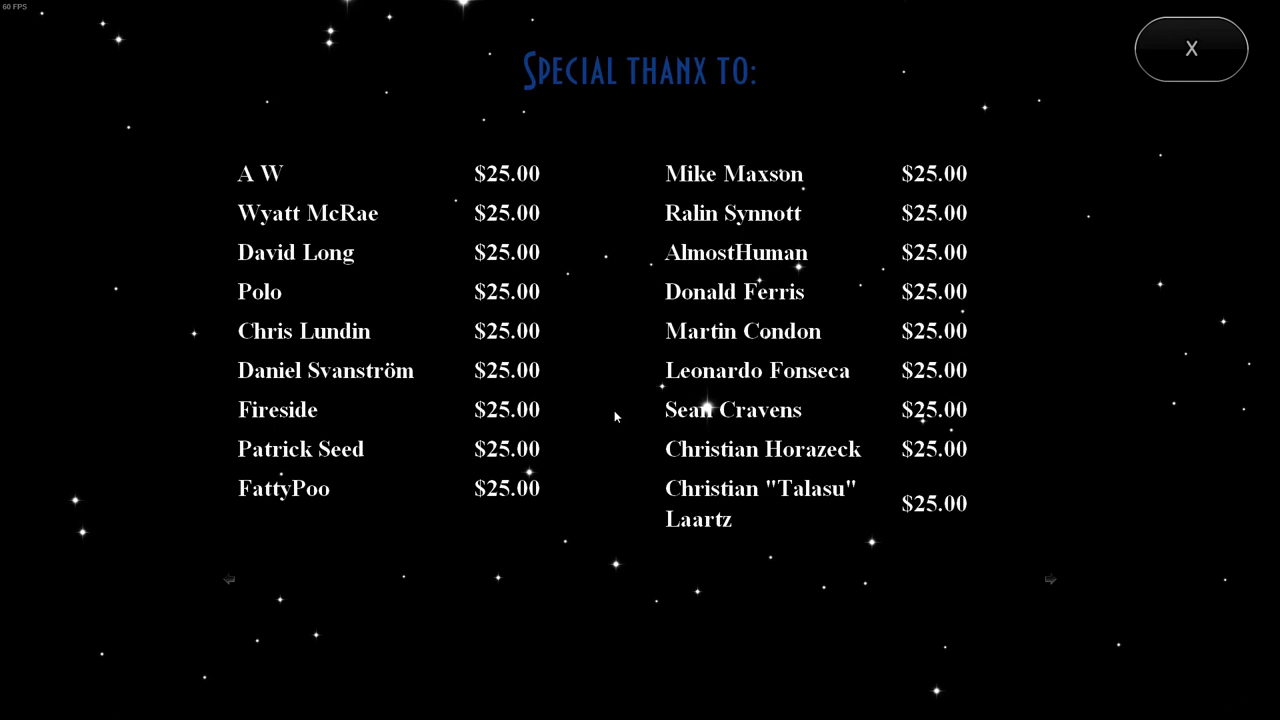 60 FPS
X
Special thanx to:
A W $25.00 Mike Maxson $25.00
Wyatt McRae $25.00 Ralin Synnott $25.00
David Long $25.00 AlmostHuman $25.00
Polo $25.00 Donald Ferris $25.00
Chris Lundin $25.00 Martin Condon $25.00
Daniel Svanström $25.00 Leonardo Fonseca $25.00
Fireside $25.00 Sean Cravens $25.00
Patrick Seed $25.00 Christian Horazeck $25.00
FattyPoo $25.00 Christian "Talasu" $25.00
Laartz